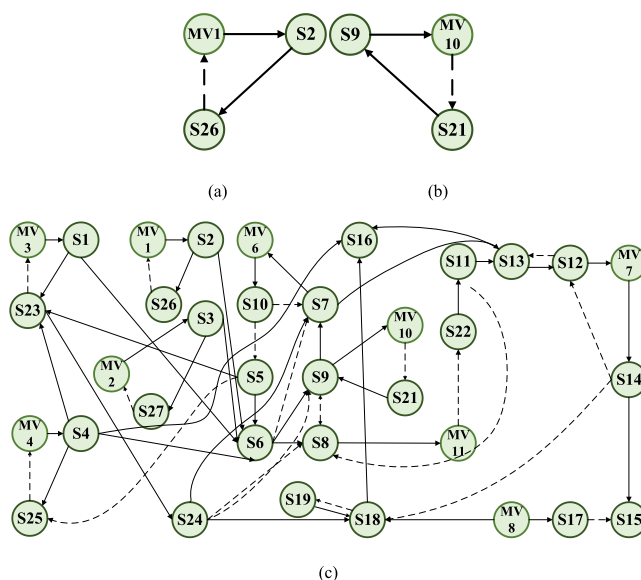 MV1
S2
S9
MV
10
S26
S21
(a)
(b)
MV
3
S1
MV
1
S2
MV
6
S16
S11
S13
S12
MV
7
S23
S26
S3
S10
S7
MV
10
S22
MV
2
S27
S5
S9
S21
S14
MV
4
S4
S6
S8
MV
11
S25
S24
S19
S18
MV
8
S17
S15
(c)